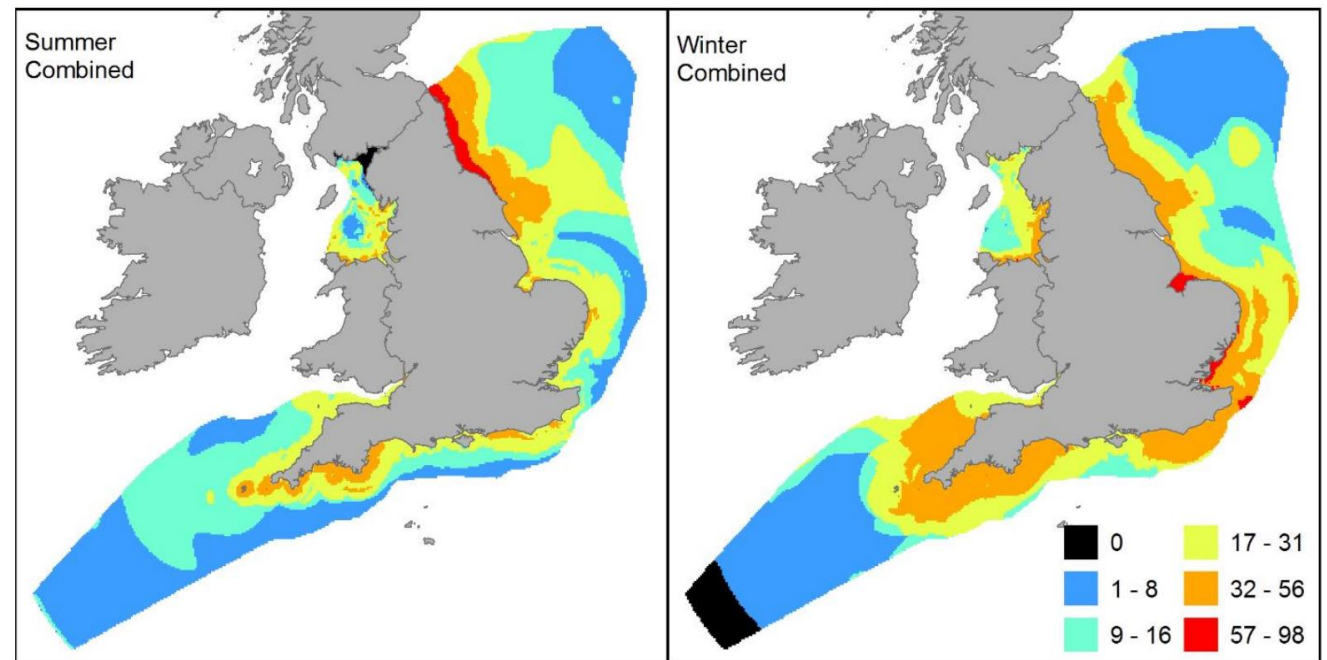 Summer
Combined
Winter
Combined
0
1 - 8
9 - 16
17 - 31
32 - 56
57 - 98